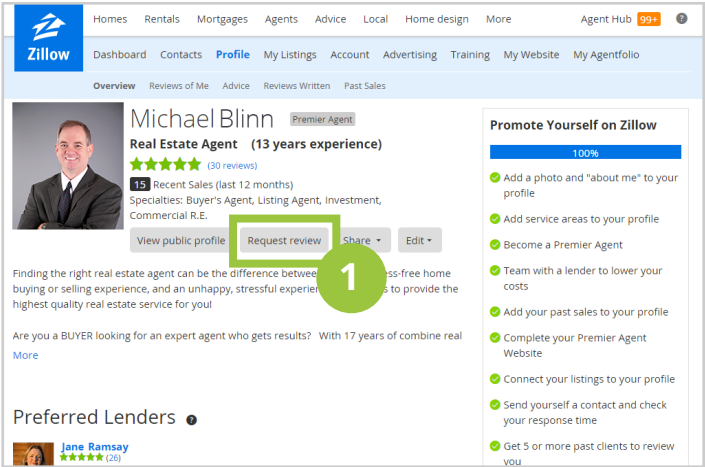 Homes Rentals Mortgages Agents Advice Local Home design More Agent Hub 99+ ?
Zillow
Dashboard Contacts Profile My Listings Account Advertising Training My Website My Agentfolio
Overview Reviews of Me Advice Reviews Written Past Sales
Michael Blinn Premier Agent
Real Estate Agent (13 years experience)
(30 reviews)
15 Recent Sales (last 12 months)
Specialties: Buyer's Agent, Listing Agent, Investment,
Commercial R.E.
View public profile Request review Share Edit
1
Finding the right real estate agent can be the difference between ess-free home
buying or selling experience, and an unhappy, stressful experien s to provide the
highest quality real estate service for you!
Are you a BUYER looking for an expert agent who gets results? With 17 years of combine real
More
Preferred Lenders ?
Jane Ramsay
(26)
Promote Yourself on Zillow
100%
Add a photo and "about me" to your
profile
Add service areas to your profile
Become a Premier Agent
Team with a lender to lower your
costs
Add your past sales to your profile
Complete your Premier Agent
Website
Connect your listings to your profile
Send yourself a contact and check
your response time
Get 5 or more past clients to review
you